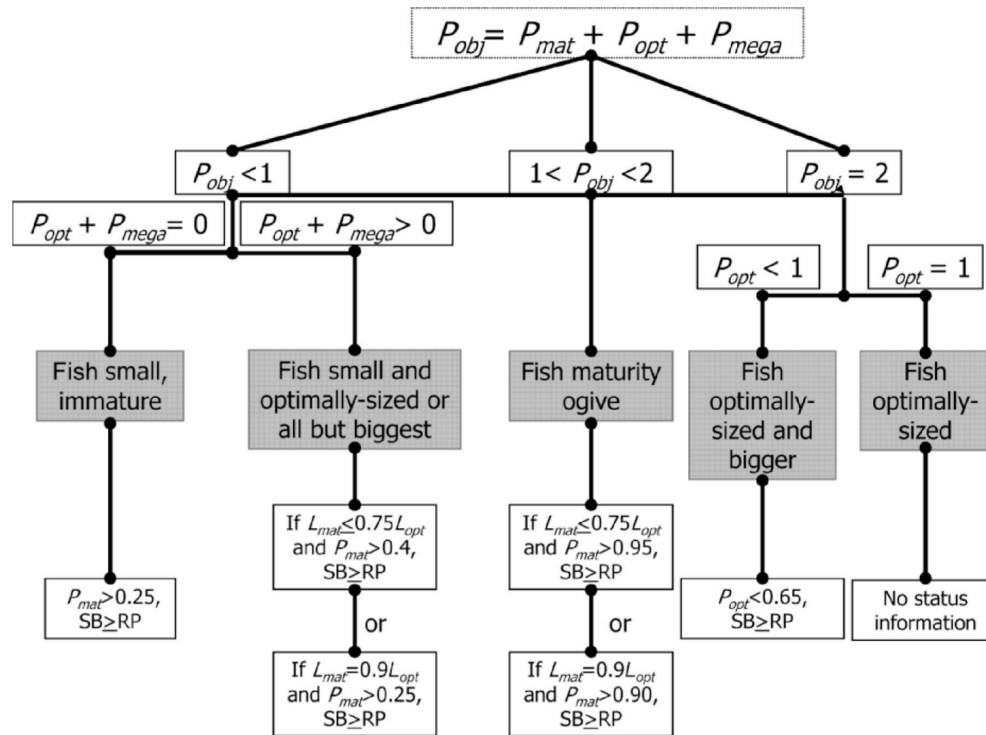 P_obj = P_mat + P_opt + P_mega
P_obj <1
1< P_obj <2
P_obj = 2
P_opt + P_mega = 0
P_opt + P_mega > 0
P_opt < 1
P_opt = 1
Fish small,
immature
Fish small and
optimally-sized or
all but biggest
Fish maturity
ogive
Fish
optimally-
sized and
bigger
Fish
optimally-
sized
If L_mat≤0.75L_opt
and P_mat>0.4,
SB≥RP
If L_mat≤0.75L_opt
and P_mat>0.95,
SB≥RP
P_mat>0.25,
SB≥RP
P_opt<0.65,
SB≥RP
No status
information
or
or
If L_mat=0.9L_opt
and P_mat>0.25,
SB≥RP
If L_mat=0.9L_opt
and P_mat>0.90,
SB≥RP